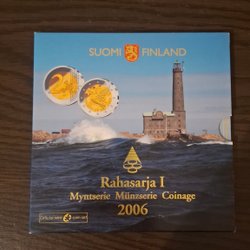 SUOMI FINLAND
Rahasarja I
Myntserie Münzserie Coinage
2006